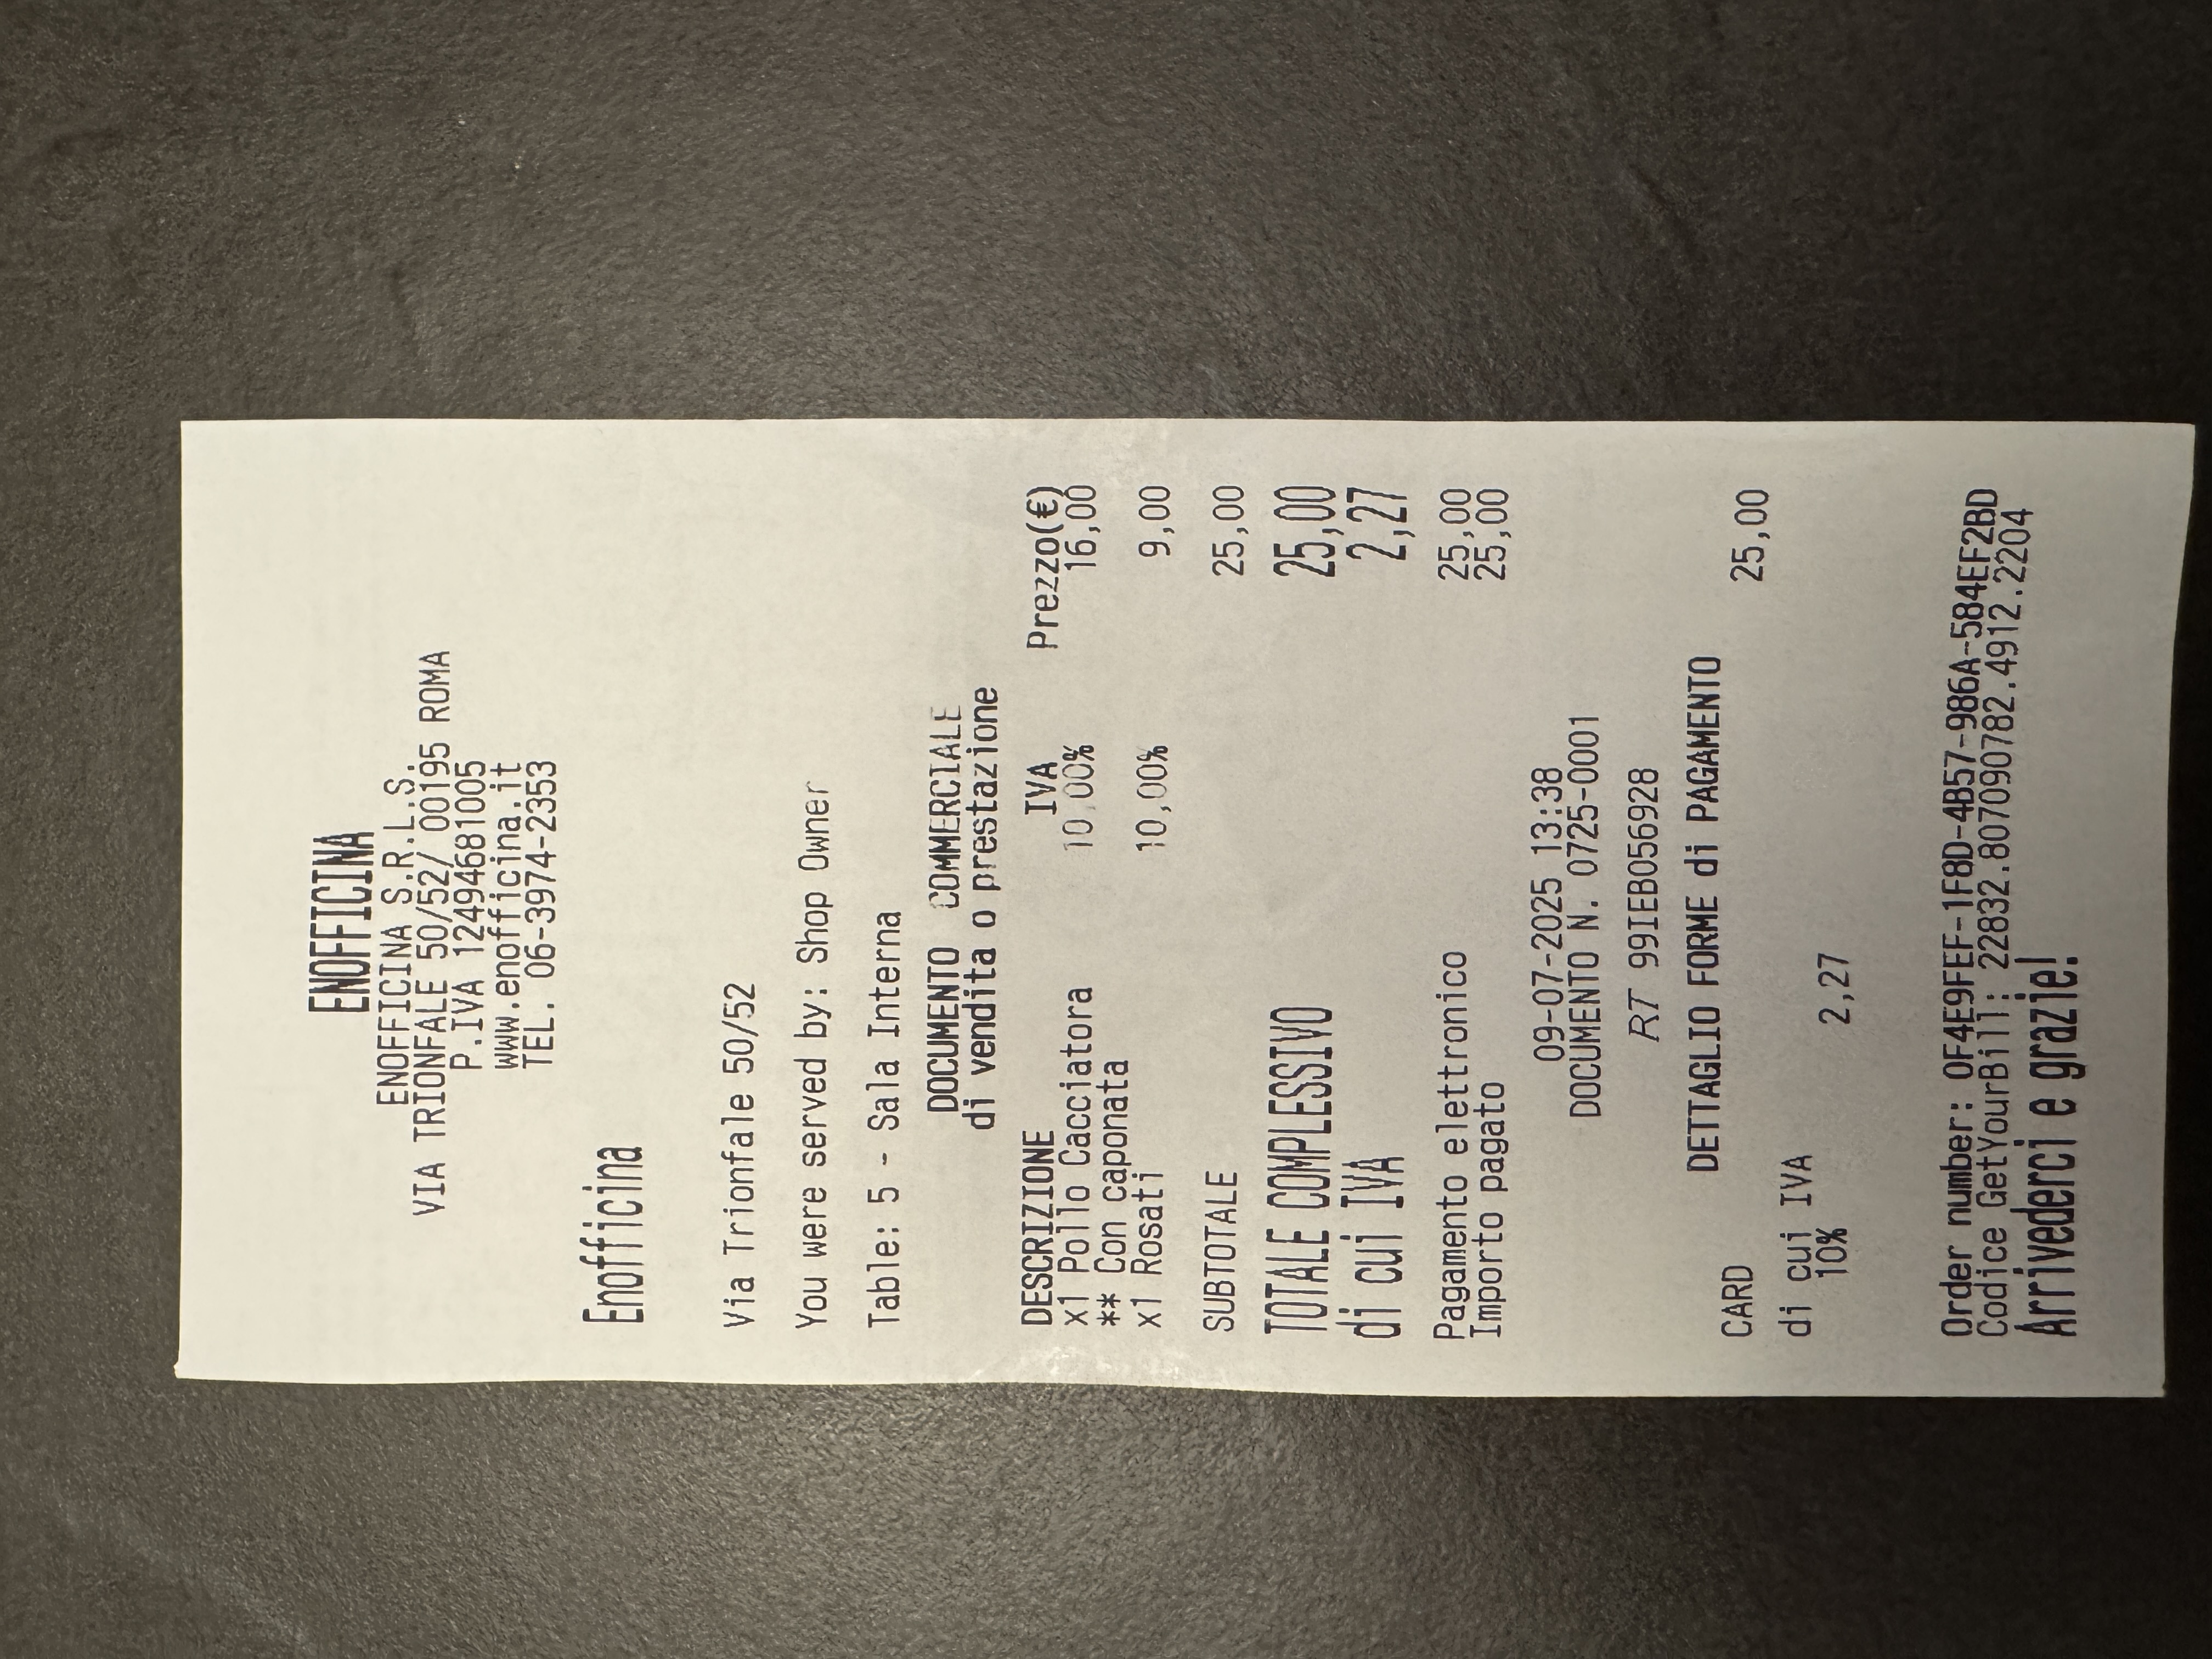 ENOFFICINA
ENOFFICINA S.R.L.S.
VIA TRIONFALE 50/52/ 00195 ROMA
P.IVA 12494681005
www.enofficina.it
TEL. 06-3974-2353
Enofficina
Via Trionfale 50/52
You were served by: Shop Owner
Table: 5 - Sala Interna
DOCUMENTO COMMERCIALE
di vendita o prestazione
DESCRIZIONE IVA Prezzo(€)
x1 Pollo Cacciatora 10,00% 16,00
** Con caponata
x1 Rosati 10,00% 9,00
SUBTOTALE 25,00
TOTALE COMPLESSIVO 25,00
di cui IVA 2,27
Pagamento elettronico 25,00
Importo pagato 25,00
09-07-2025 13:38
DOCUMENTO N. 0725-0001
RT 99IEB056928
DETTAGLIO FORME di PAGAMENTO
CARD 25,00
di cui IVA
10% 2,27
Order number: 0F4E9FEF-1F8D-4B57-986A-584EF2BD
Codice GetYourBill: 22832.807090782.4912.2204
Arrivederci e grazie!